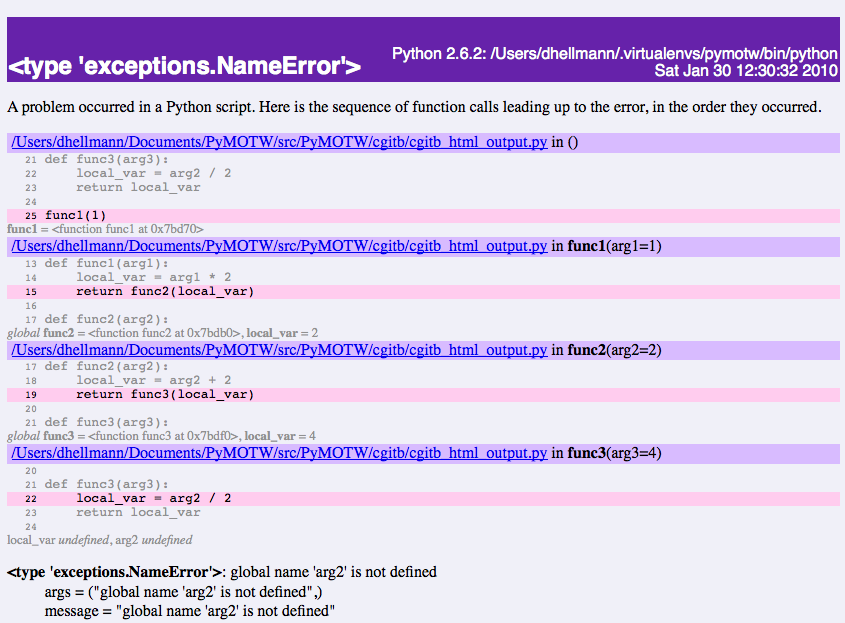 <type 'exceptions.NameError'>
Python 2.6.2: /Users/dhellmann/.virtualenvs/pymotw/bin/python
Sat Jan 30 12:30:32 2010
A problem occurred in a Python script. Here is the sequence of function calls leading up to the error, in the order they occurred.
/Users/dhellmann/Documents/PyMOTW/src/PyMOTW/cgitb/cgitb_html_output.py in ()
21 def func3(arg3):
22     local_var = arg2 / 2
23     return local_var
24
25 func1(1)
func1 = <function func1 at 0x7bd70>
/Users/dhellmann/Documents/PyMOTW/src/PyMOTW/cgitb/cgitb_html_output.py in func1(arg1=1)
13 def func1(arg1):
14     local_var = arg1 * 2
15     return func2(local_var)
16
17 def func2(arg2):
global func2 = <function func2 at 0x7bdb0>, local_var = 2
/Users/dhellmann/Documents/PyMOTW/src/PyMOTW/cgitb/cgitb_html_output.py in func2(arg2=2)
17 def func2(arg2):
18     local_var = arg2 + 2
19     return func3(local_var)
20
21 def func3(arg3):
global func3 = <function func3 at 0x7bdf0>, local_var = 4
/Users/dhellmann/Documents/PyMOTW/src/PyMOTW/cgitb/cgitb_html_output.py in func3(arg3=4)
20
21 def func3(arg3):
22     local_var = arg2 / 2
23     return local_var
24
local_var undefined, arg2 undefined
<type 'exceptions.NameError'>: global name 'arg2' is not defined
args = ("global name 'arg2' is not defined",)
message = "global name 'arg2' is not defined"